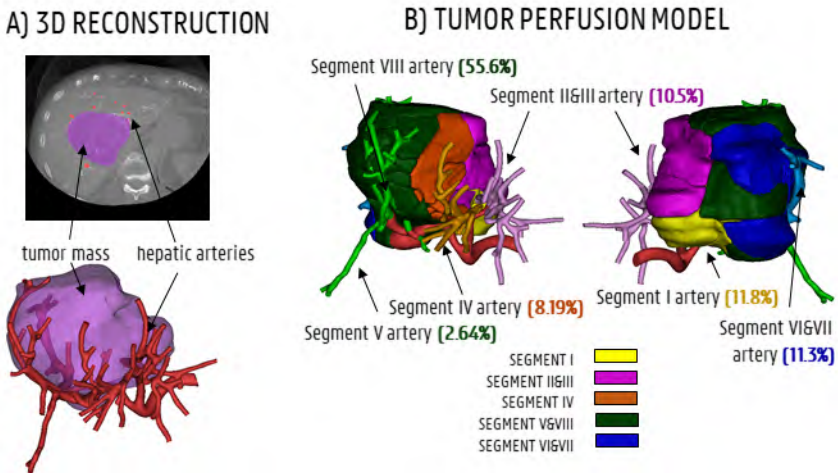 A) 3D RECONSTRUCTION
tumor mass
hepatic arteries
B) TUMOR PERFUSION MODEL
Segment VIII artery (55.6%)
Segment II&III artery (10.5%)
Segment IV artery (8.19%)
Segment V artery (2.64%)
Segment I artery (11.8%)
Segment VI&VII
artery (11.3%)
SEGMENT I
SEGMENT II&III
SEGMENT IV
SEGMENT V&VIII
SEGMENT VI&VII